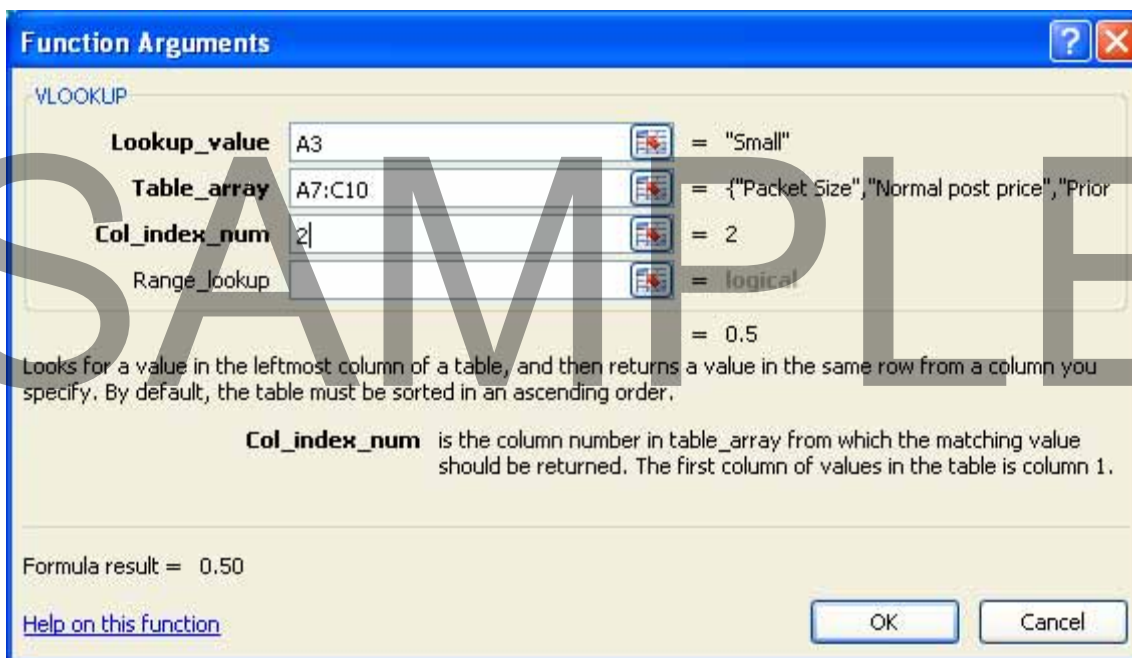 Function Arguments
VLOOKUP
Lookup_value A3 = "Small"
Table_array A7:C10 = {"Packet Size","Normal post price","Prior
Col_index_num 2 = 2
Range_lookup = logical
= 0.5
Looks for a value in the leftmost column of a table, and then returns a value in the same row from a column you
specify. By default, the table must be sorted in an ascending order.
Col_index_num is the column number in table_array from which the matching value
should be returned. The first column of values in the table is column 1.
Formula result = 0.50
Help on this function OK Cancel
SAMPLE